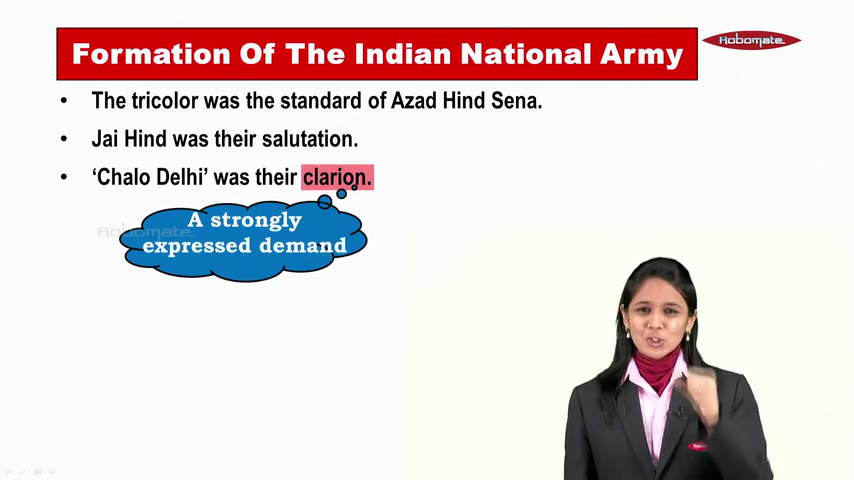 Formation Of The Indian National Army
Robomate
• The tricolor was the standard of Azad Hind Sena.
• Jai Hind was their salutation.
• ‘Chalo Delhi’ was their clarion.
Robomate
A strongly
expressed demand